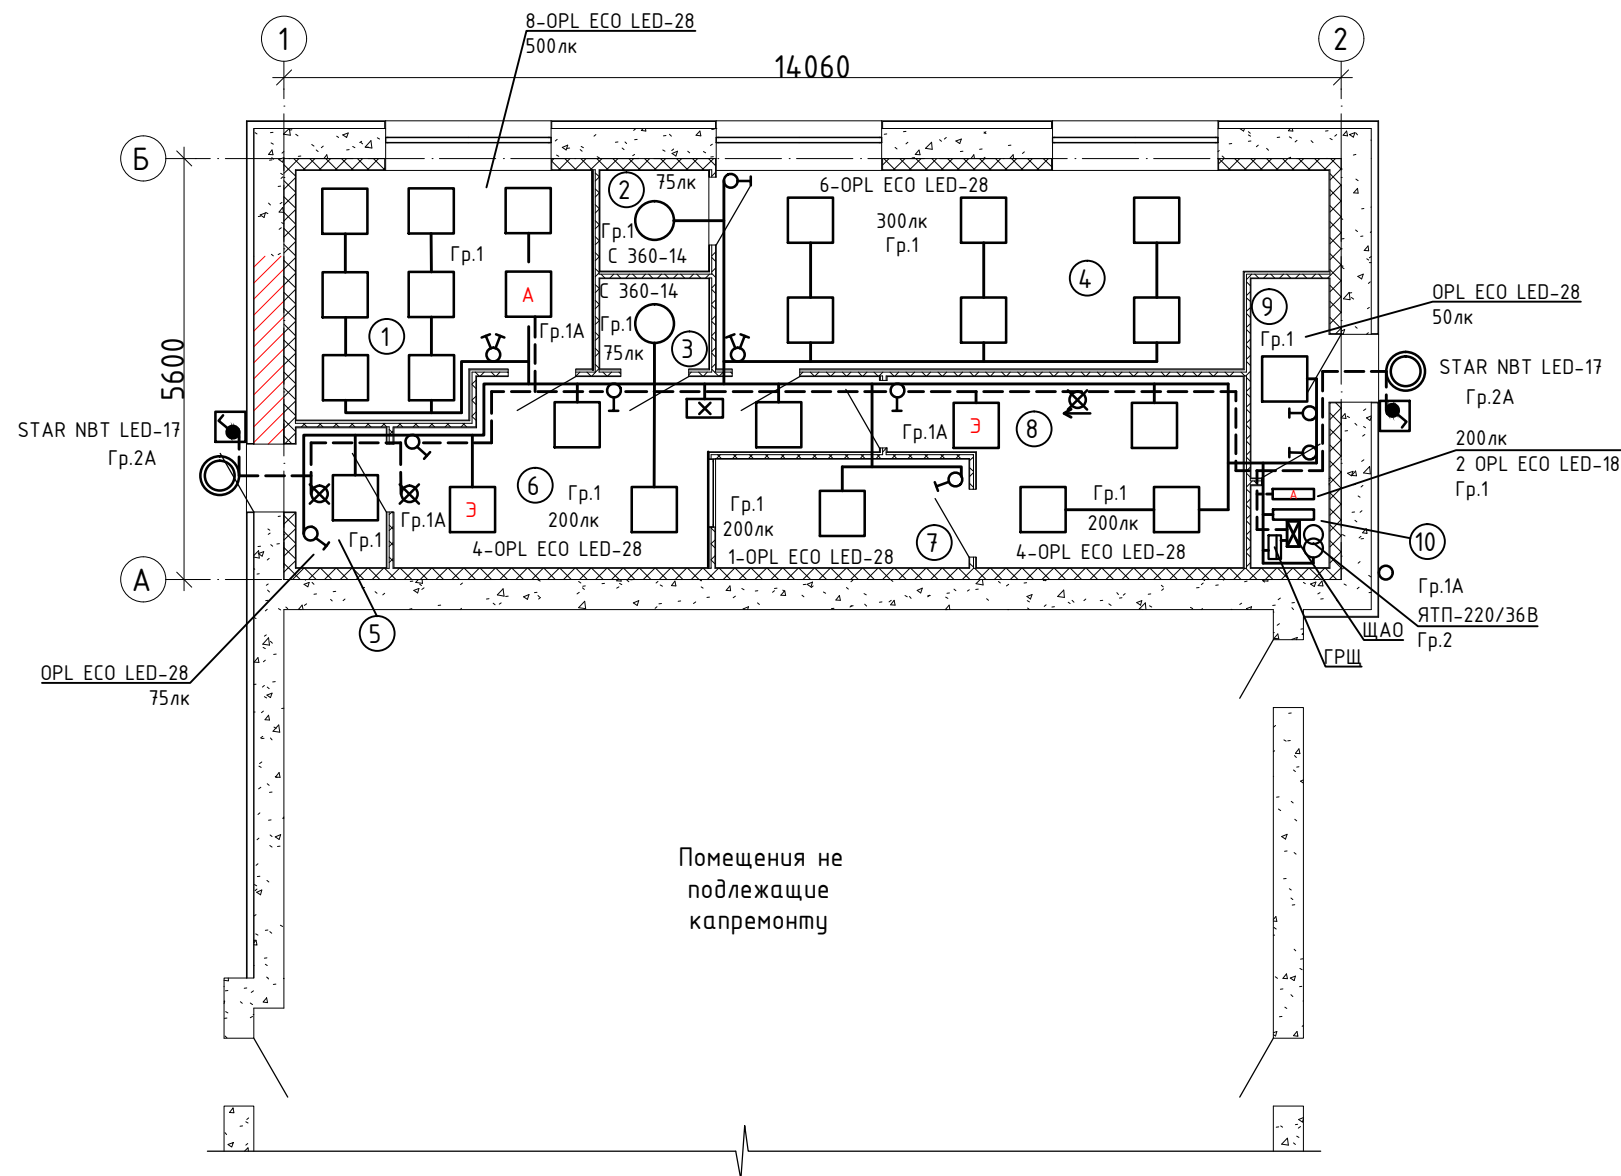 1
2
8-OPL ECO LED-28
500лк
14060
Б
А
5600
2
75лк
Гр.1
С 360-14
6-OPL ECO LED-28
300лк
Гр.1
4
Гр.1
А
Гр.1А
1
С 360-14
Гр.1
75лк
3
9
Гр.1
OPL ECO LED-28
50лк
STAR NBT LED-17
Гр.2А
STAR NBT LED-17
Гр.2А
200лк
2 OPL ECO LED-18
Гр.1
А
10
Гр.1А
ЯТП-220/36В
Гр.2
ЩАО
ГРЩ
Гр.1А
Э
6
Гр.1
200лк
4-OPL ECO LED-28
Гр.1
5
OPL ECO LED-28
75лк
Гр.1
200лк
1-OPL ECO LED-28
7
Гр.1А
Э
8
Гр.1
200лк
4-OPL ECO LED-28
Помещения не
подлежащие
капремонту